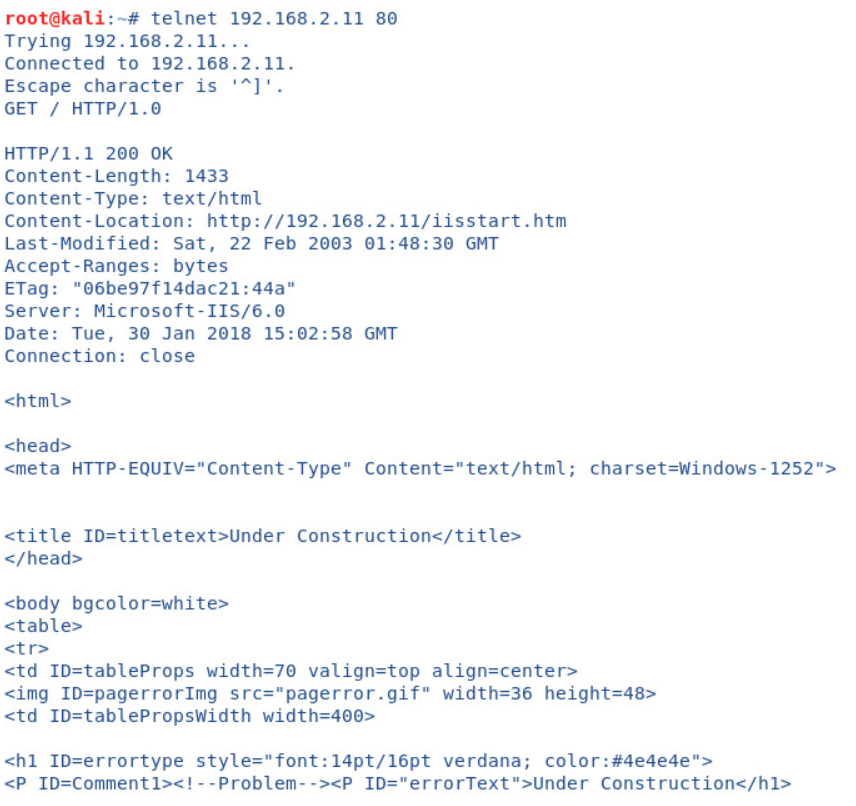 root@kali:~# telnet 192.168.2.11 80
Trying 192.168.2.11...
Connected to 192.168.2.11.
Escape character is '^]'.
GET / HTTP/1.0
HTTP/1.1 200 OK
Content-Length: 1433
Content-Type: text/html
Content-Location: http://192.168.2.11/iisstart.htm
Last-Modified: Sat, 22 Feb 2003 01:48:30 GMT
Accept-Ranges: bytes
ETag: "06be97f14dac21:44a"
Server: Microsoft-IIS/6.0
Date: Tue, 30 Jan 2018 15:02:58 GMT
Connection: close
<html>
<head>
<meta HTTP-EQUIV="Content-Type" Content="text/html; charset=Windows-1252">
<title ID=titletext>Under Construction</title>
</head>
<body bgcolor=white>
<table>
<tr>
<td ID=tableProps width=70 valign=top align=center>
<img ID=pagerrorImg src="pagerror.gif" width=36 height=48>
<td ID=tablePropsWidth width=400>
<h1 ID=errortype style="font:14pt/16pt verdana; color:#4e4e4e">
<P ID=Comment1><!--Problem--><P ID="errorText">Under Construction</h1>